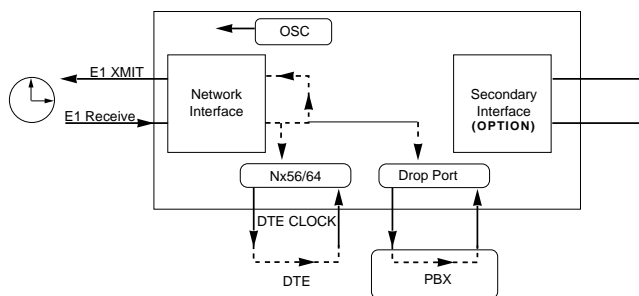 OSC
E1 XMIT
Network
Interface
E1 Receive
Secondary
Interface
(OPTION)
Nx56/64
Drop Port
DTE CLOCK
DTE
PBX